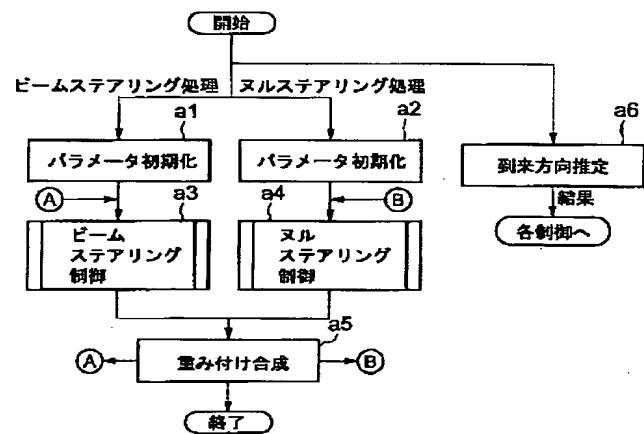 開始
ビームステアリング処理
ヌルステアリング処理
a1
a2
a6
パラメータ初期化
パラメータ初期化
到来方向推定
結果
A
a3
a4
B
各制御へ
ビーム
ステアリング
制御
ヌル
ステアリング
制御
a5
A
重み付け合成
B
終了